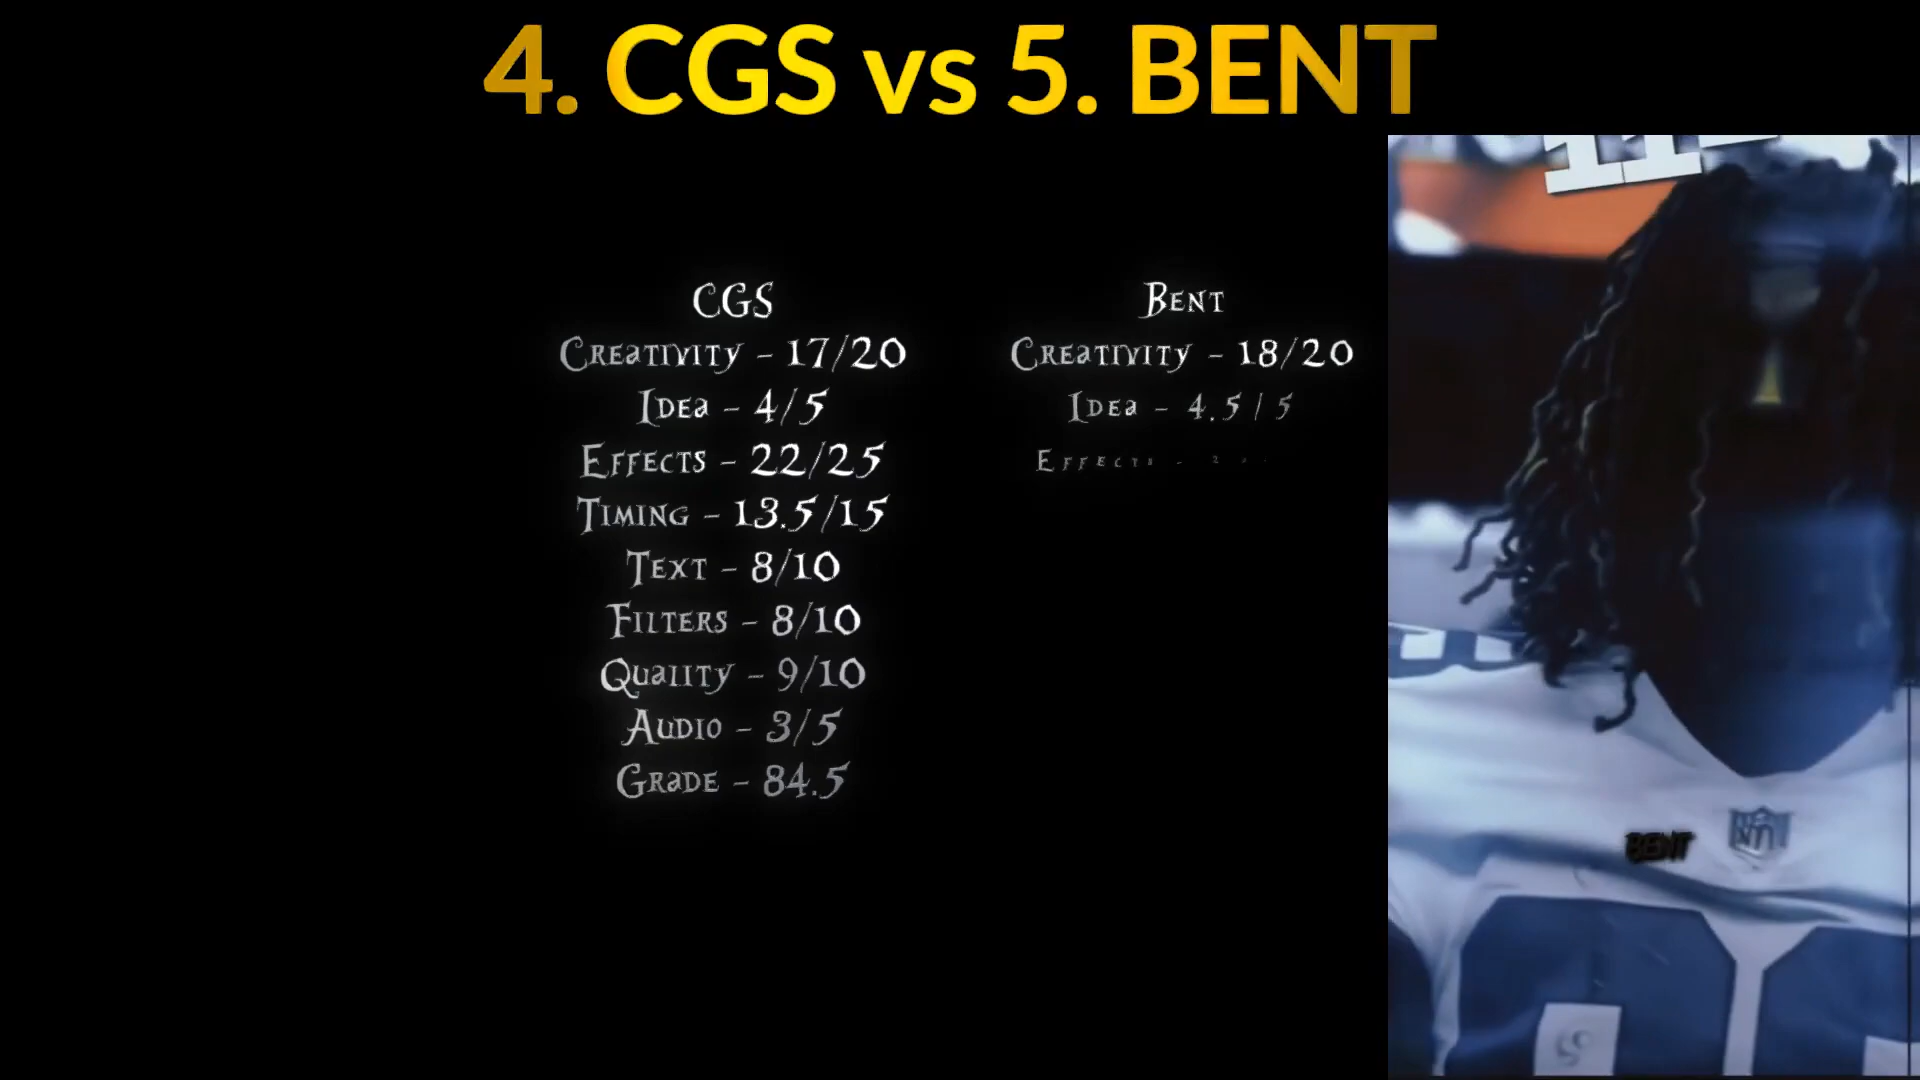 4. CGS vs 5. BENT
CGS
Creativity - 17/20
Idea - 4/5
Effects - 22/25
Timing - 13.5/15
Text - 8/10
Filters - 8/10
Quality - 9/10
Audio - 3/5
Grade - 84.5
Bent
Creativity - 18/20
Idea - 4.5/5
Effects - 2
BENT